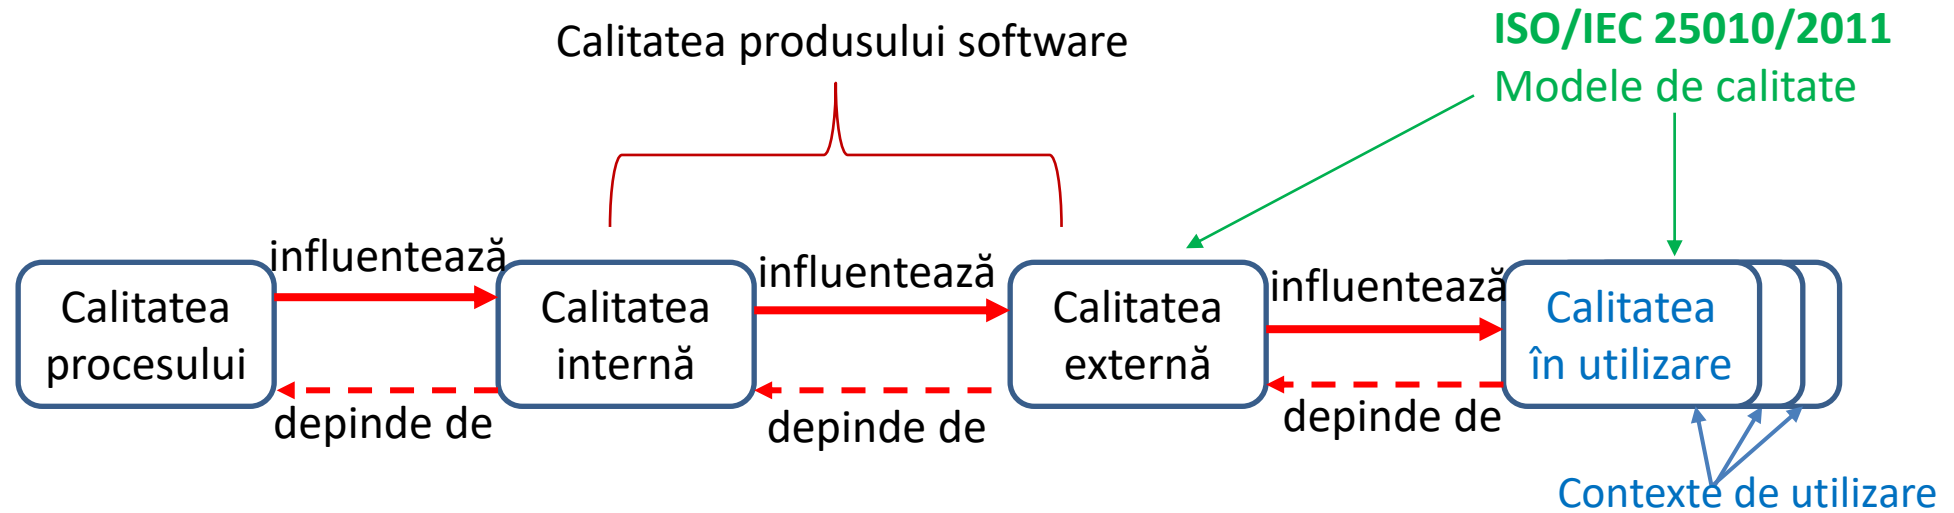 Calitatea produsului software
ISO/IEC 25010/2011
Modele de calitate
influentează
influentează
influentează
Calitatea
procesului
Calitatea
internă
Calitatea
externă
Calitatea
în utilizare
depinde de
depinde de
depinde de
Contexte de utilizare